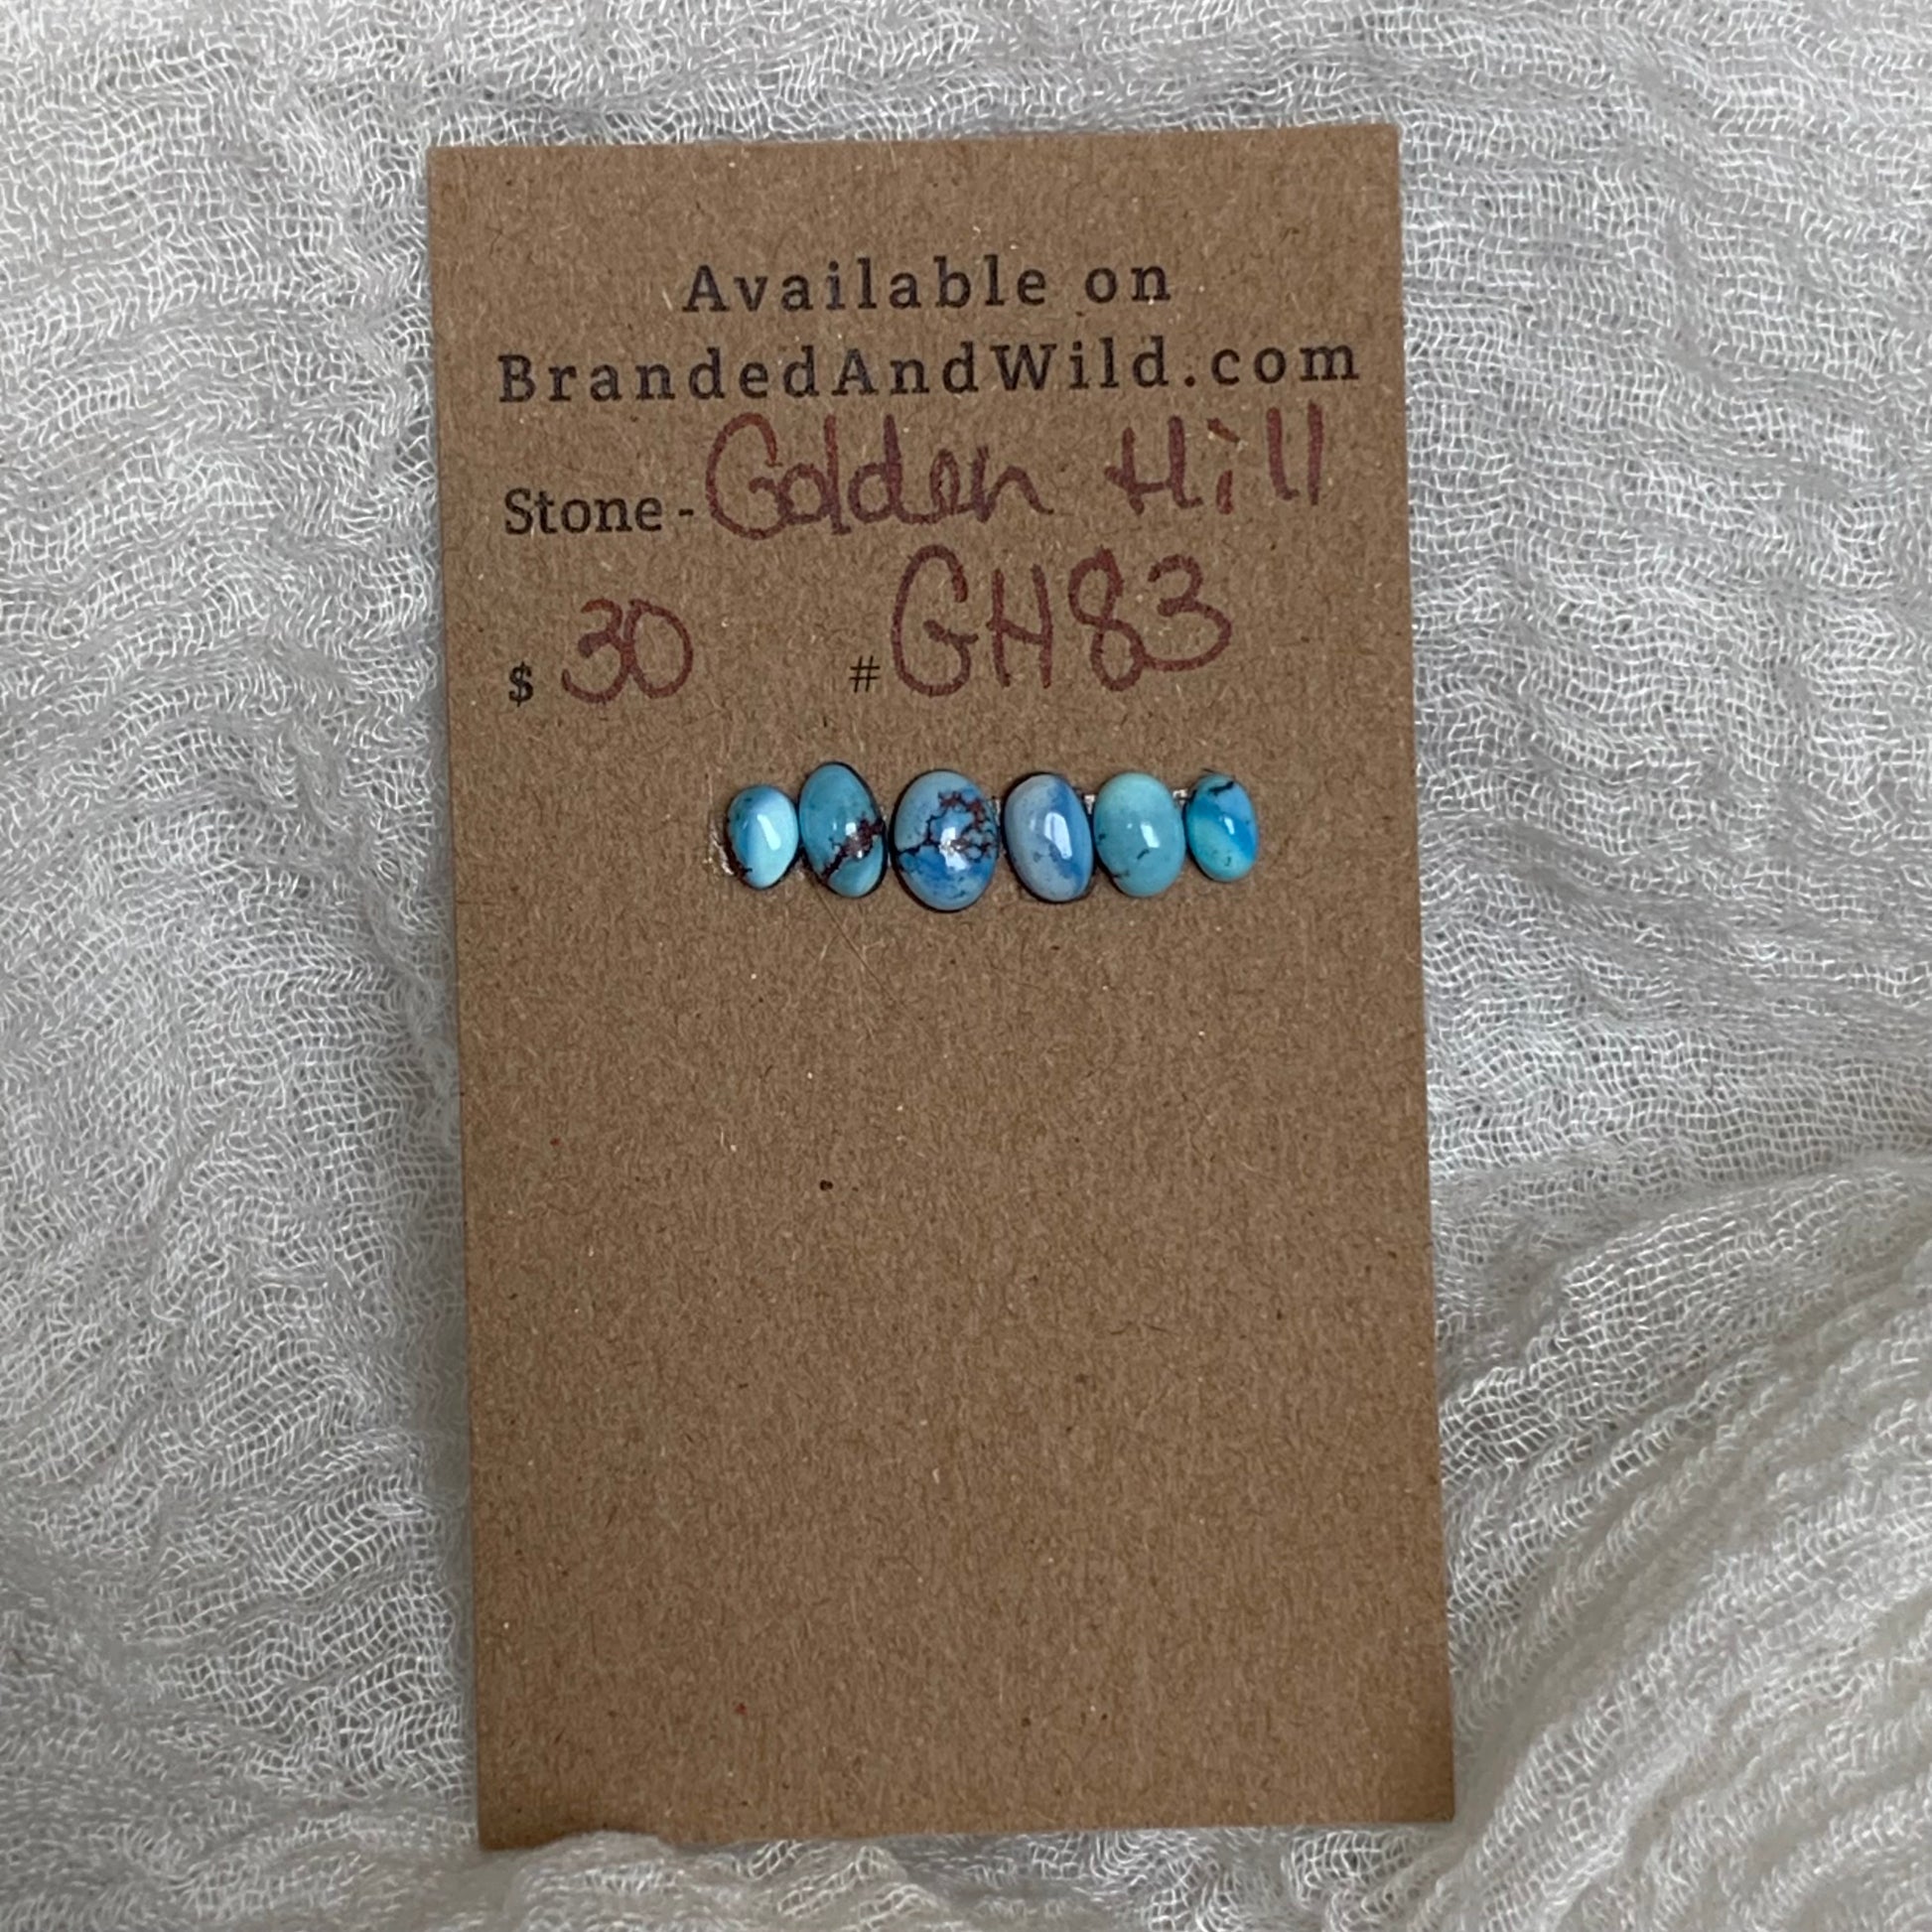 Available on
BrandedAndWild.com
Stone - Golden Hill
$ 30 # GH83